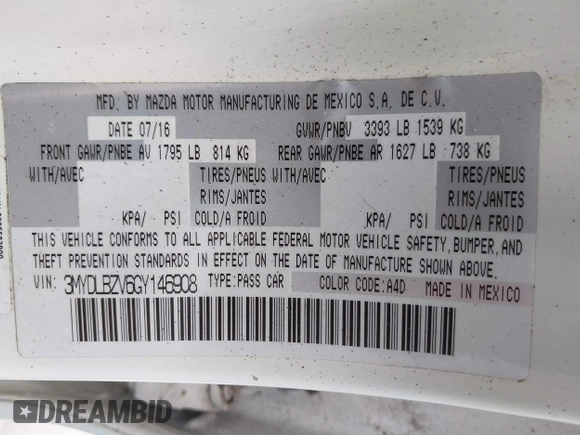 MFD. BY MAZDA MOTOR MANUFACTURING DE MEXICO S.A. DE C.V.
DATE 07/16 GVWR/PNBV 3393 LB 1539 KG
FRONT GAWR/PNBE AV 1795 LB 814 KG REAR GAWR/PNBE AR 1627 LB 738 KG
WITH/AVEC TIRES/PNEUS WITH/AVEC TIRES/PNEUS
RIMS/JANTES RIMS/JANTES
KPA/ PSI COLD/A FROID KPA/ PSI COLD/A FROID
THIS VEHICLE CONFORMS TO ALL APPLICABLE FEDERAL MOTOR VEHICLE SAFETY, BUMPER, AND
THEFT PREVENTION STANDARDS IN EFFECT ON THE DATE OF MANUFACTURE SHOWN ABOVE.
VIN: 3MYDLBZV6GY146908 TYPE: PASS CAR COLOR CODE: A4D MADE IN MEXICO
DREAMBID